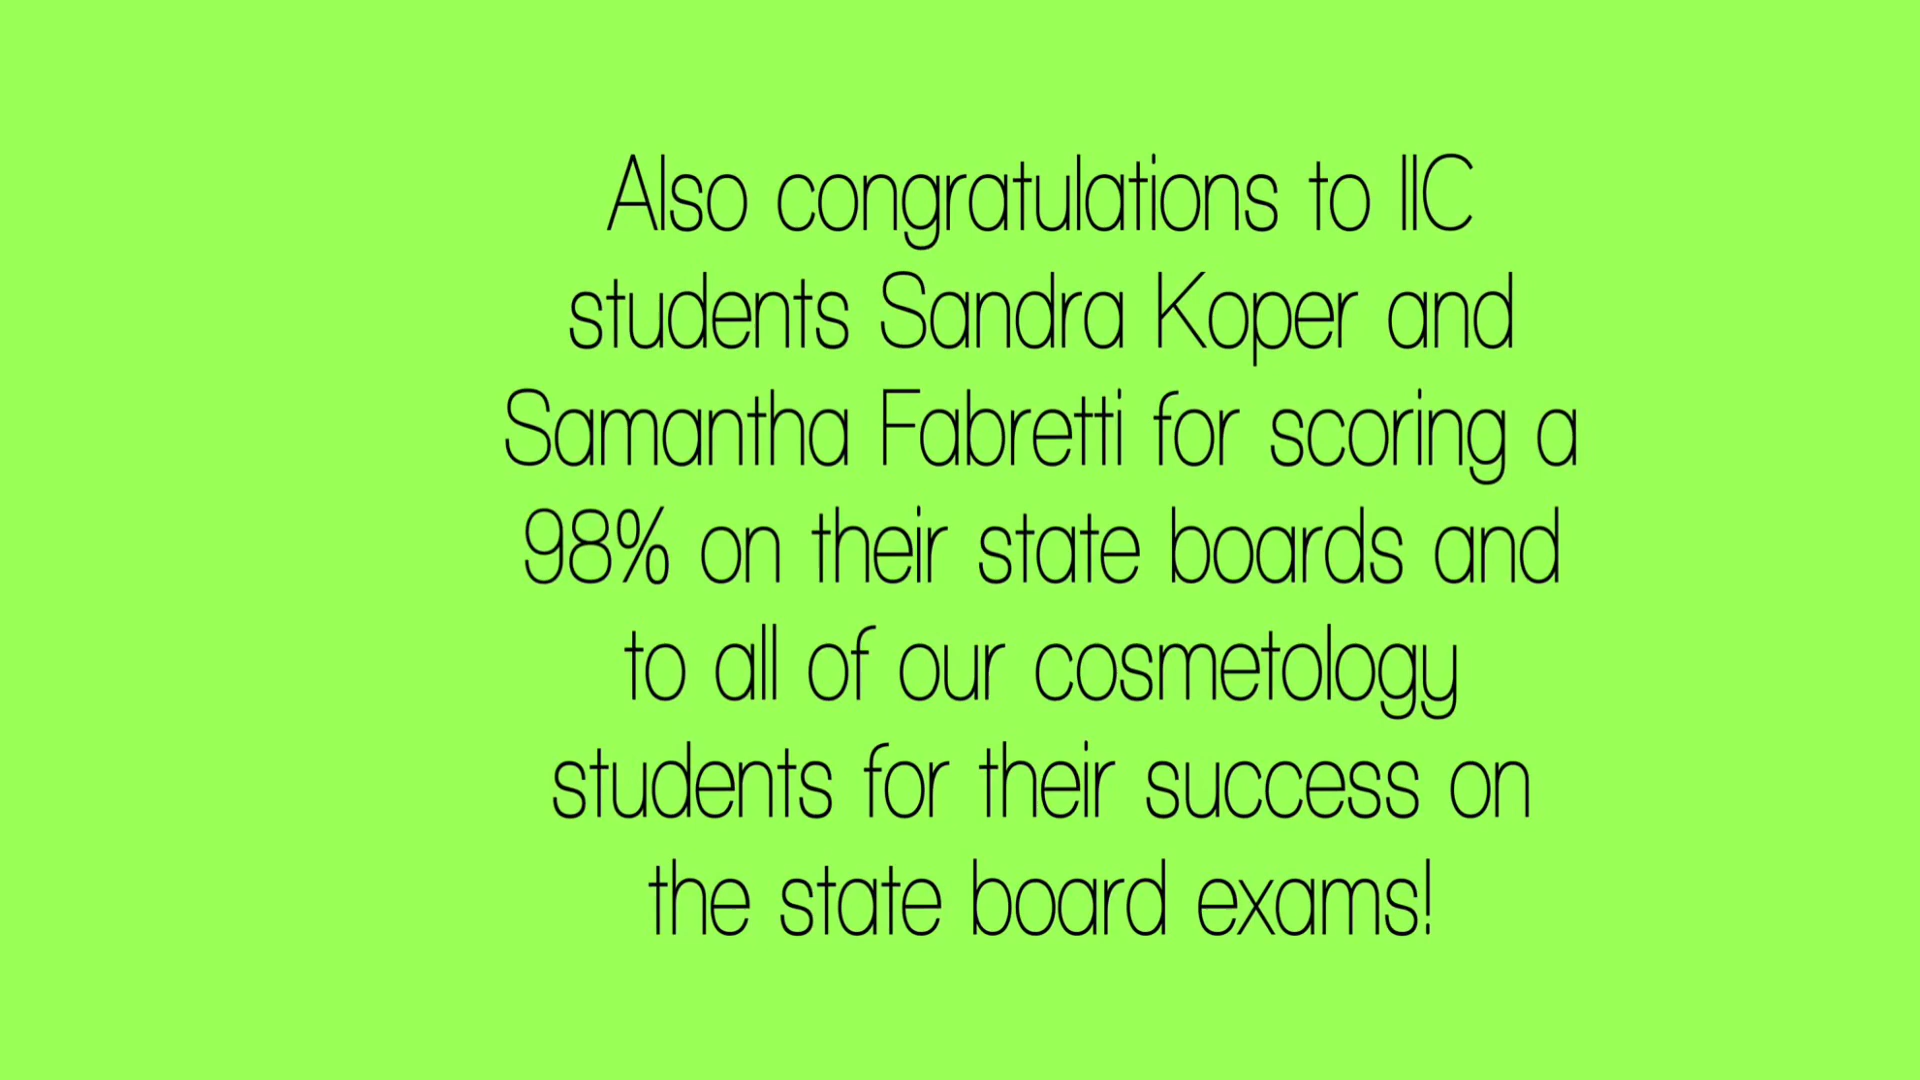 Also congratulations to IIC
students Sandra Koper and
Samantha Fabretti for scoring a
98% on their state boards and
to all of our cosmetology
students for their success on
the state board exams!